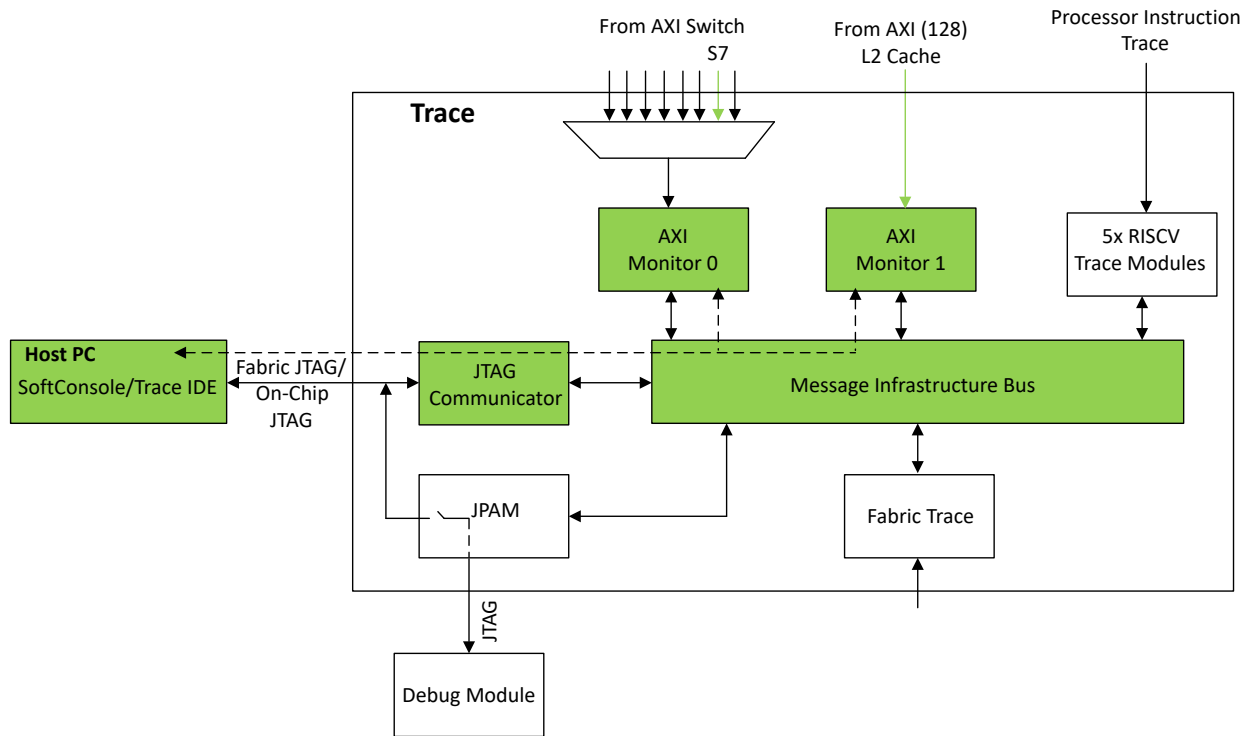 From AXI Switch
S7
From AXI (128)
L2 Cache
Processor Instruction
Trace
Trace
AXI
Monitor 0
AXI
Monitor 1
5x RISCV
Trace Modules
Host PC
SoftConsole/Trace IDE
Fabric JTAG/
On-Chip
JTAG
JTAG
Communicator
Message Infrastructure Bus
JPAM
Fabric Trace
JTAG
Debug Module